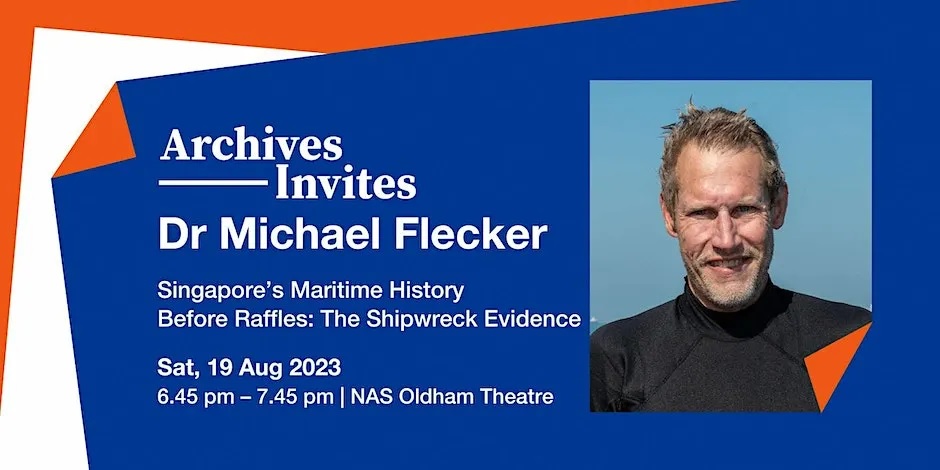 Archives
Invites
Dr Michael Flecker
Singapore’s Maritime History
Before Raffles: The Shipwreck Evidence
Sat, 19 Aug 2023
6.45 pm – 7.45 pm | NAS Oldham Theatre